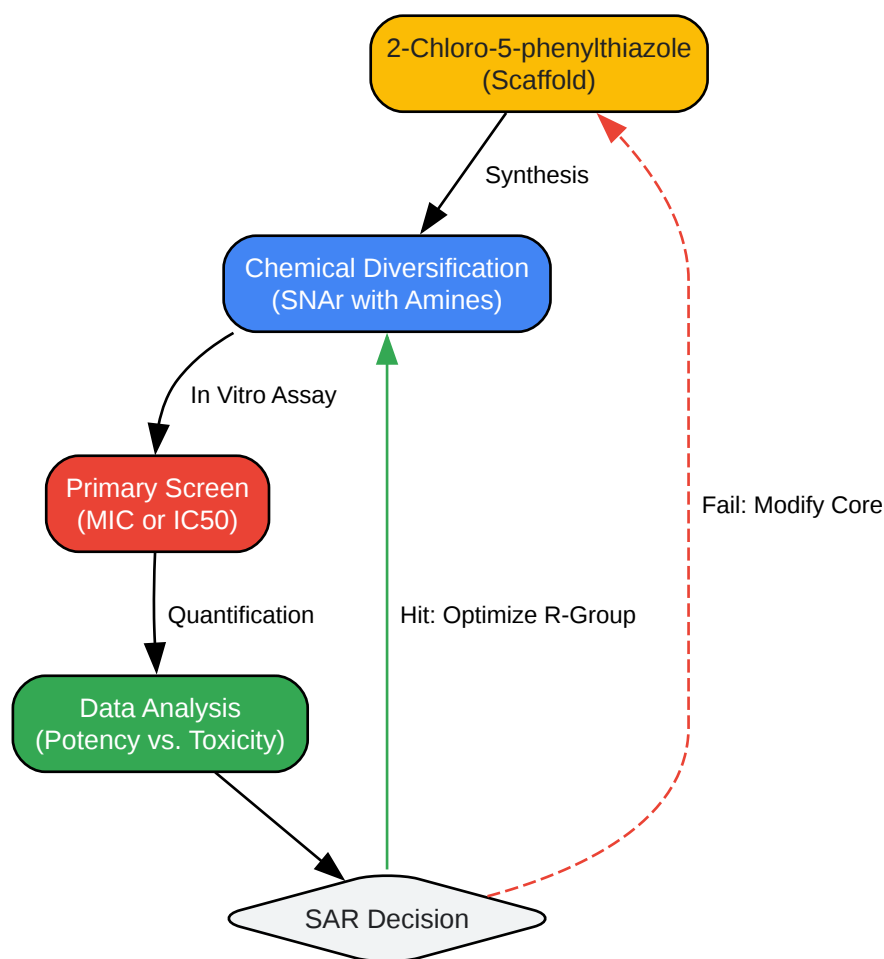 2-Chloro-5-phenylthiazole
(Scaffold)
Synthesis
Chemical Diversification
(SNAr with Amines)
In Vitro Assay
Primary Screen
(MIC or IC50)
Fail: Modify Core
Quantification
Hit: Optimize R-Group
Data Analysis
(Potency vs. Toxicity)
SAR Decision